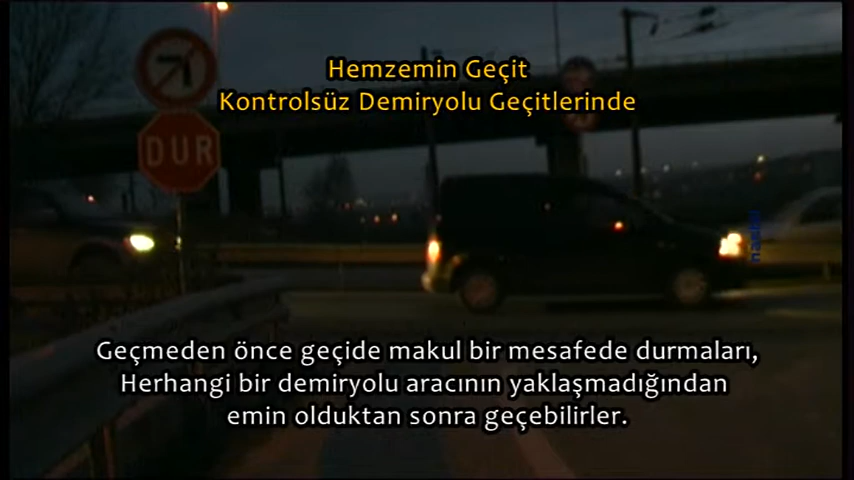 Hemzemin Geçit
Kontrolsüz Demiryolu Geçitlerinde
DUR
Geçmeden önce geçide makul bir mesafede durmaları,
Herhangi bir demiryolu aracının yaklaşmadığından
emin olduktan sonra geçebilirler.